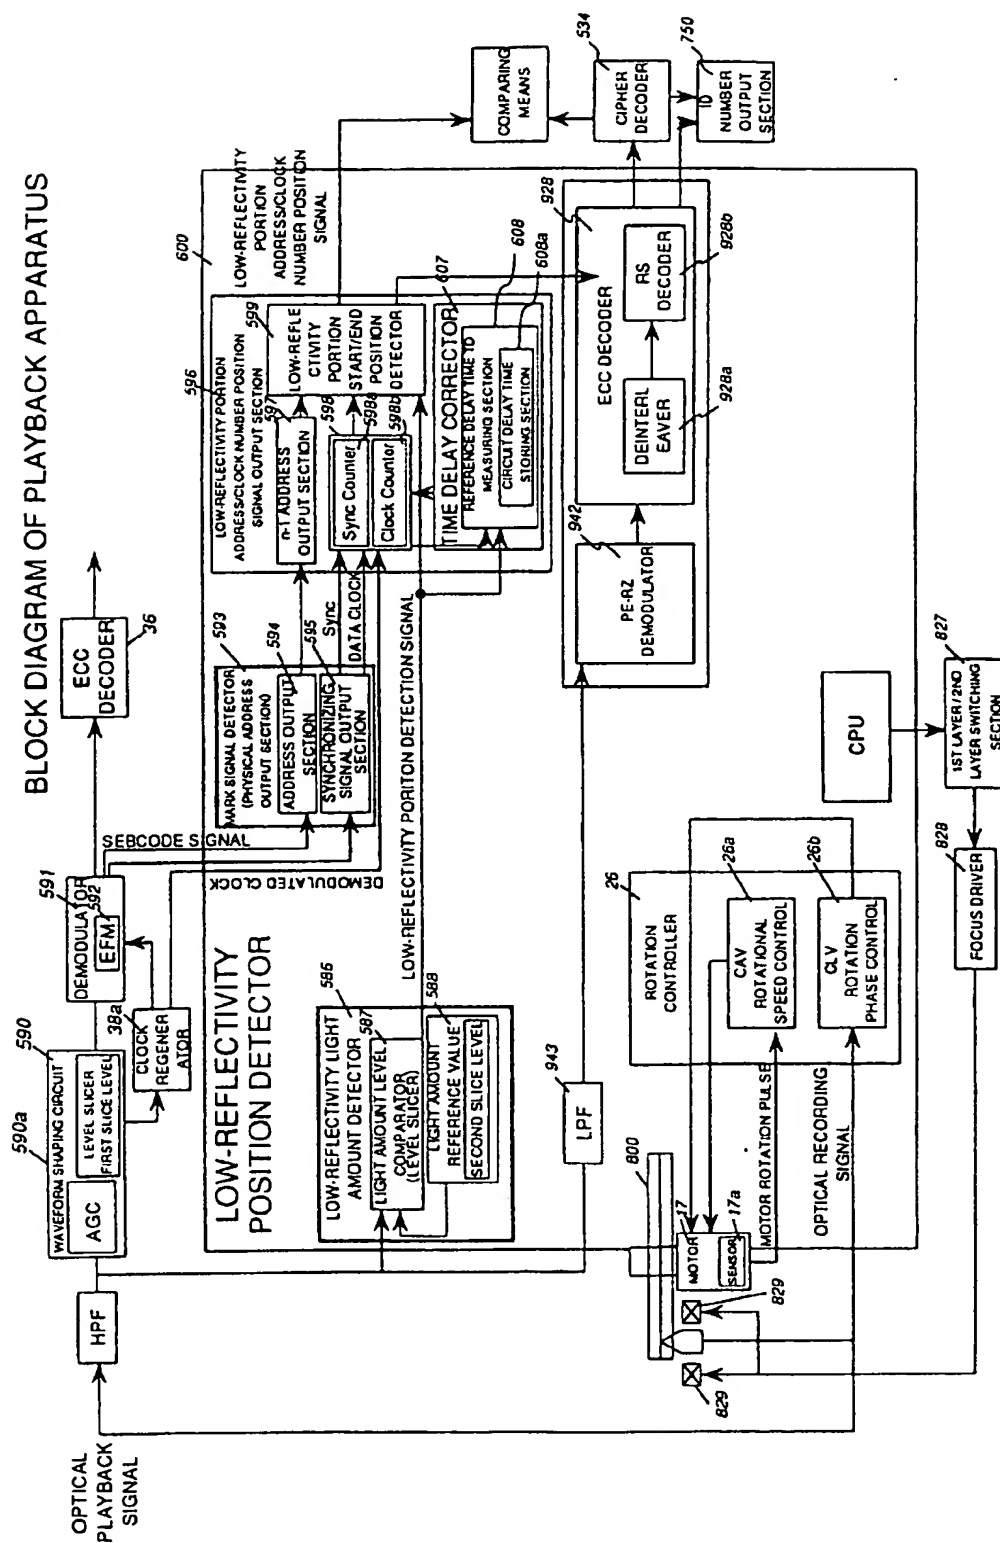 BLOCK DIAGRAM OF PLAYBACK APPARATUS
OPTICAL
PLAYBACK
SIGNAL
HPF
590a
590
WAVEFORM SHAPING CIRCUIT
AGC
LEVEL SLICER
FIRST SLICE LEVEL
38a
CLOCK
REGENER
ATOR
591
DEMODULATOR
592
EFM
ECC
DECODER
36
SEBCODE SIGNAL
DEMODULATED CLOCK
600
LOW-REFLECTIVITY
POSITION DETECTOR
593
MARK SIGNAL DETECTOR
(PHYSICAL ADDRESS
OUTPUT SECTION)
594
ADDRESS OUTPUT
SECTION
595
SYNCHRONIZING
SIGNAL OUTPUT
SECTION
Sync
DATA CLOCK
596
LOW-REFLECTIVITY PORTION
ADDRESS/CLOCK NUMBER POSITION
SIGNAL OUTPUT SECTION
597
n-1 ADDRESS
OUTPUT SECTION
598
598a
Sync Counter
598b
Clock Counter
599
LOW-REFLE
CTIVITY
PORTION
START/END
POSITION
DETECTOR
LOW-REFLECTIVITY
PORTION
ADDRESS/CLOCK
NUMBER POSITION
SIGNAL
607
TIME DELAY CORRECTOR
608
REFERENCE DELAY TIME TO
MEASURING SECTION
608a
CIRCUIT DELAY TIME
STORING SECTION
COMPARING
MEANS
534
CIPHER
DECODER
750
ID
NUMBER
OUTPUT
SECTION
586
LOW-REFLECTIVITY LIGHT
AMOUNT DETECTOR
587
LIGHT AMOUNT LEVEL
COMPARATOR
(LEVEL SLICER)
588
LIGHT AMOUNT
REFERENCE VALUE
SECOND SLICE LEVEL
LOW-REFLECTIVITY PORITON DETECTION SIGNAL
943
LPF
942
PE-RZ
DEMODULATOR
928
ECC DECODER
928a
DEINTERL
EAVER
928b
RS
DECODER
800
17
MOTOR
17a
SENSOR
829
829
MOTOR ROTATION PULSE
OPTICAL RECORDING
SIGNAL
26
ROTATION
CONTROLLER
26a
CAV
ROTATIONAL
SPEED CONTROL
26b
CLV
ROTATION
PHASE CONTROL
CPU
827
1ST LAYER/2ND
LAYER SWITCHING
SECTION
828
FOCUS DRIVER